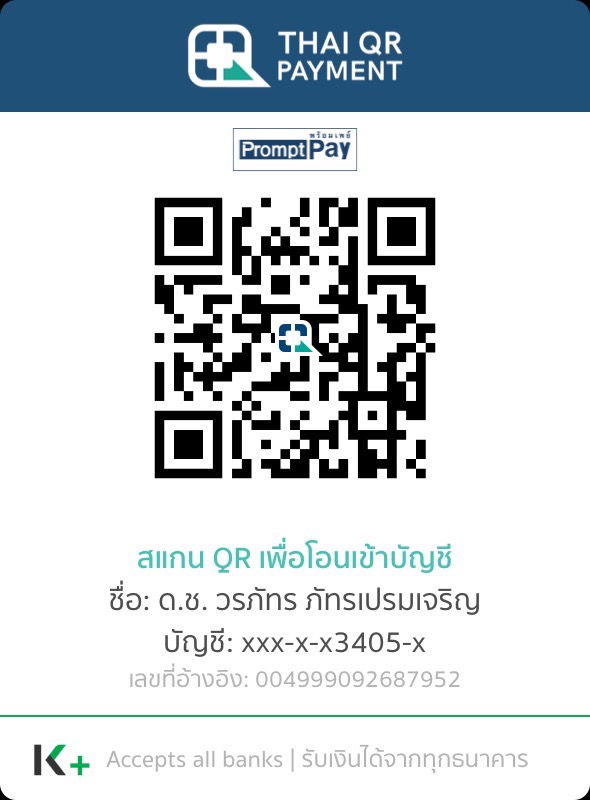 THAI QR
PAYMENT
พร้อมเพย์
PromptPay
สแกน QR เพื่อโอนเข้าบัญชี
ชื่อ: ด.ช. วรภัทร ภัทรเปรมเจริญ
บัญชี: xxx-x-x3405-x
เลขที่อ้างอิง: 004999092687952
K+ Accepts all banks | รับเงินได้จากทุกธนาคาร